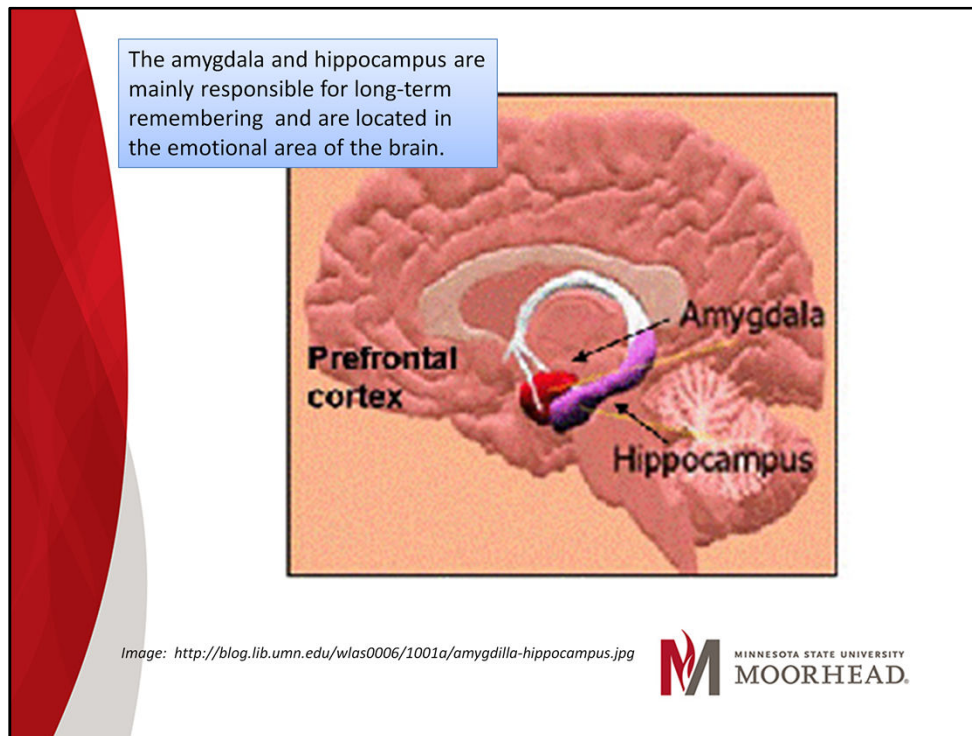 The amygdala and hippocampus are
mainly responsible for long-term
remembering and are located in
the emotional area of the brain.
Amygdala
Prefrontal
cortex
Hippocampus
Image: http://blog.lib.umn.edu/wlas0006/1001a/amygdilla-hippocampus.jpg
MINNESOTA STATE UNIVERSITY
MOORHEAD®